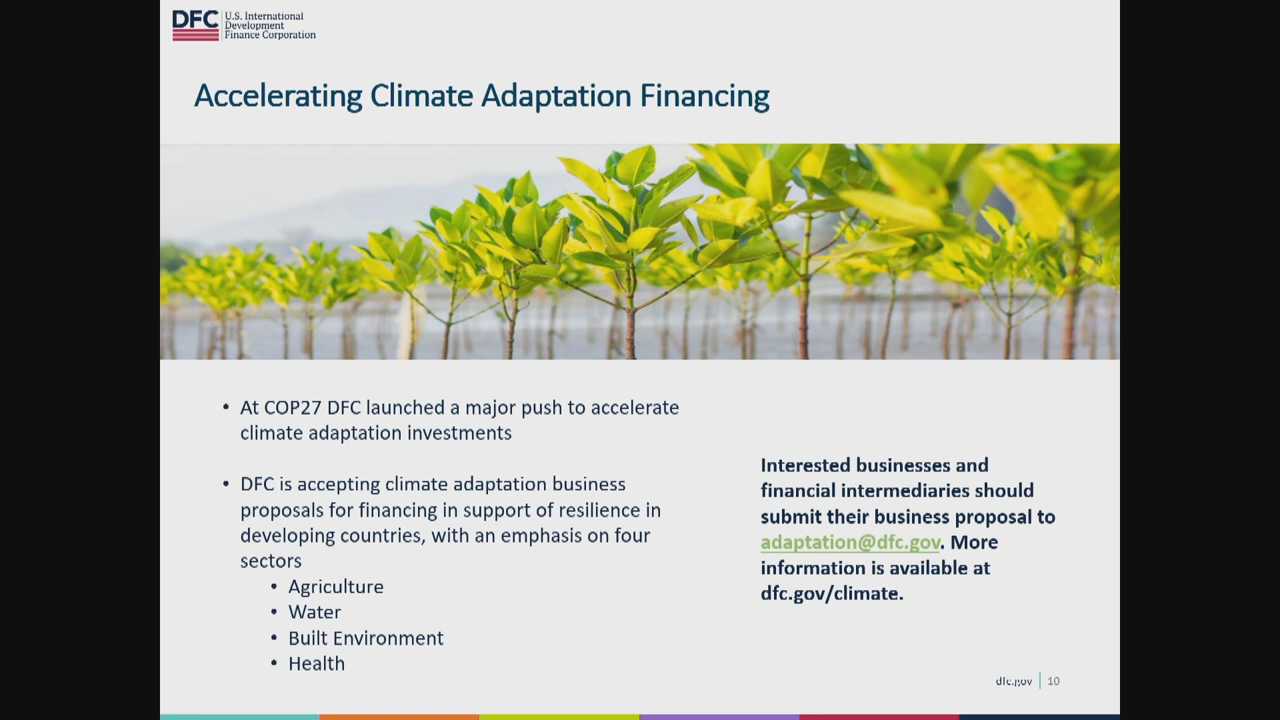 DFC
U.S. International
Development
Finance Corporation
Accelerating Climate Adaptation Financing
• At COP27 DFC launched a major push to accelerate
climate adaptation investments
• DFC is accepting climate adaptation business
proposals for financing in support of resilience in
developing countries, with an emphasis on four
sectors
• Agriculture
• Water
• Built Environment
• Health
Interested businesses and
financial intermediaries should
submit their business proposal to
adaptation@dfc.gov. More
information is available at
dfc.gov/climate.
dfc.gov | 10